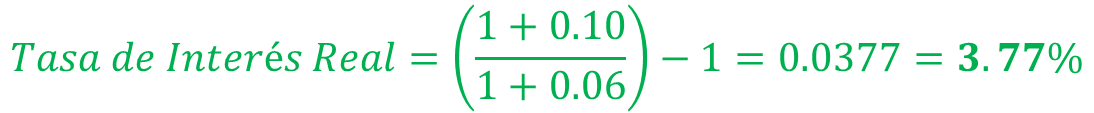 Tasa de Interés Real = (1 + 0.10 / 1 + 0.06) − 1 = 0.0377 = 3.77%